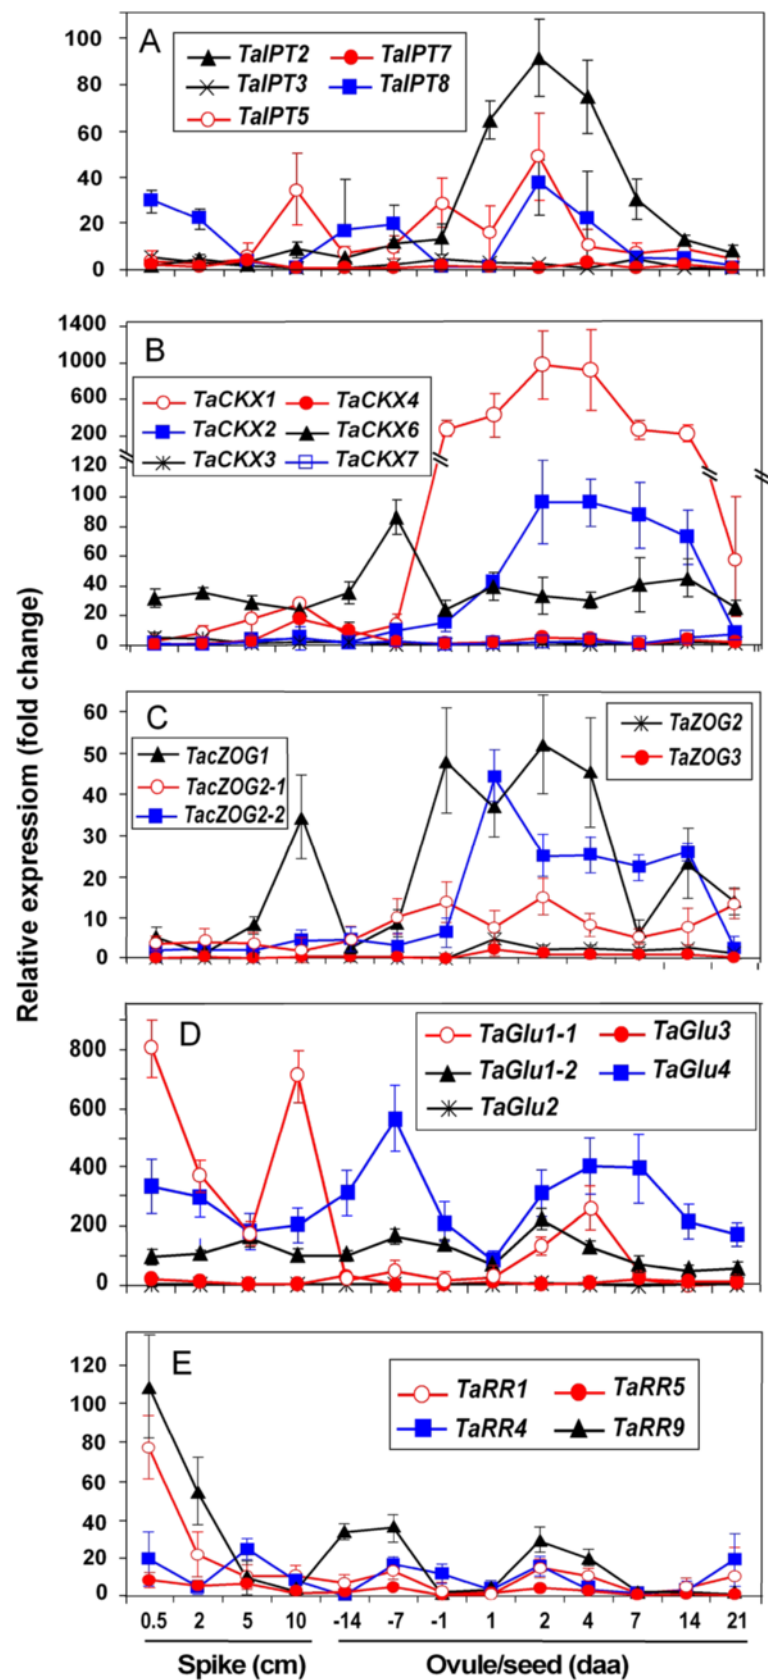 Relative expressiom (fold change)
A
TaIPT2 TaIPT7
TaIPT3 TaIPT8
TaIPT5
100
80
60
40
20
0
B
TaCKX1 TaCKX4
TaCKX2 TaCKX6
TaCKX3 TaCKX7
1400
1000
600
200
120
100
80
60
40
20
0
C
TacZOG1
TacZOG2-1
TacZOG2-2
TaZOG2
TaZOG3
60
50
40
30
20
10
0
D
TaGlu1-1 TaGlu3
TaGlu1-2 TaGlu4
TaGlu2
800
600
400
200
0
E
TaRR1 TaRR5
TaRR4 TaRR9
120
100
80
60
40
20
0
0.5 2 5 10 -14 -7 -1 1 2 4 7 14 21
Spike (cm) Ovule/seed (daa)